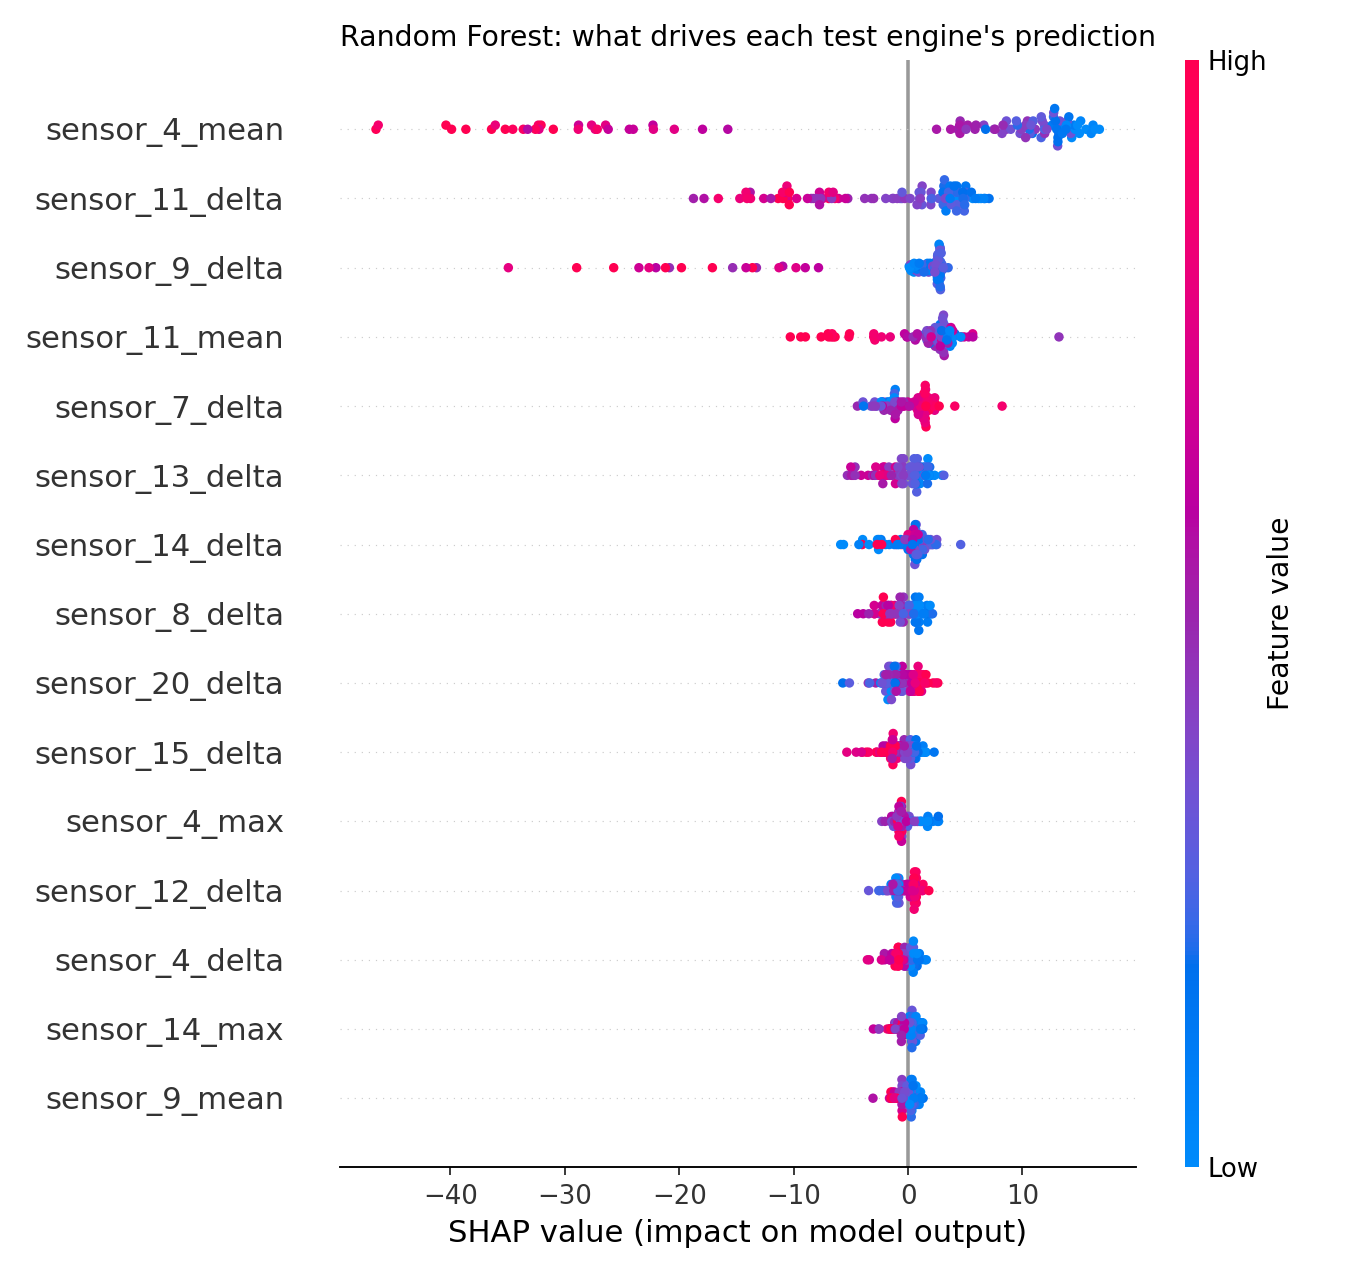 Random Forest: what drives each test engine's prediction
High
sensor_4_mean
sensor_11_delta
sensor_9_delta
sensor_11_mean
sensor_7_delta
sensor_13_delta
sensor_14_delta
sensor_8_delta
sensor_20_delta
sensor_15_delta
sensor_4_max
sensor_12_delta
sensor_4_delta
sensor_14_max
sensor_9_mean
Feature value
Low
−40 −30 −20 −10 0 10
SHAP value (impact on model output)